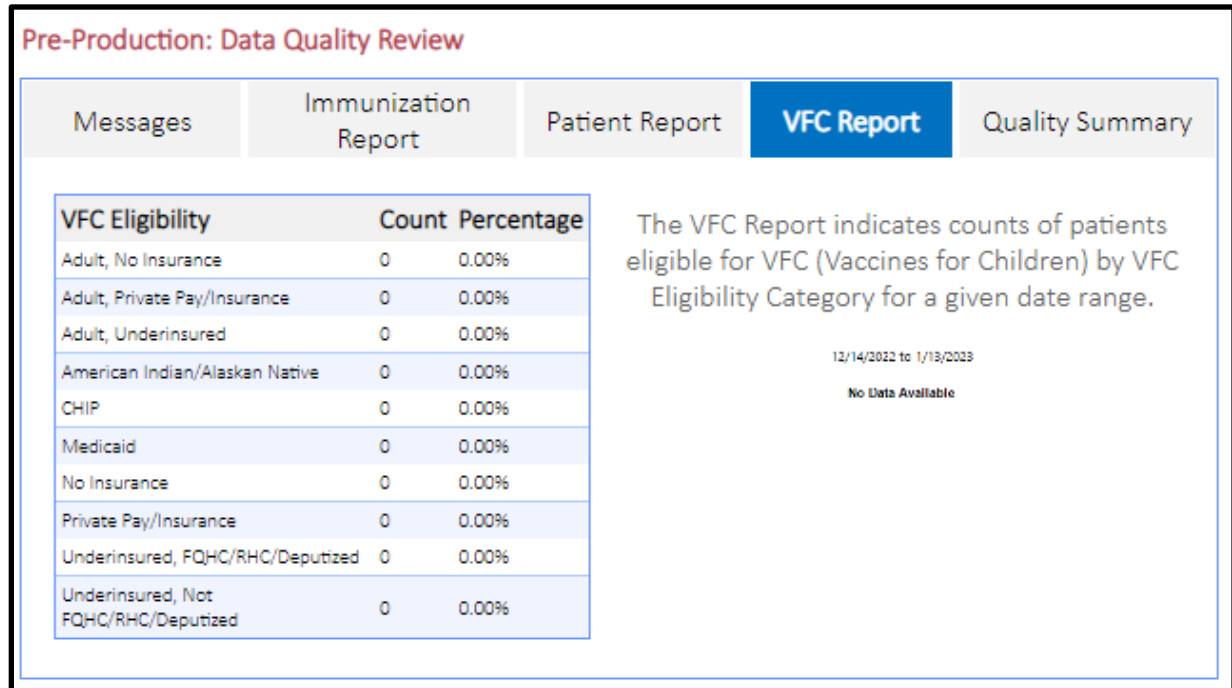 Pre-Production: Data Quality Review
Messages
Immunization
Report
Patient Report
VFC Report
Quality Summary
VFC Eligibility Count Percentage
Adult, No Insurance 0 0.00%
Adult, Private Pay/Insurance 0 0.00%
Adult, Underinsured 0 0.00%
American Indian/Alaskan Native 0 0.00%
CHIP 0 0.00%
Medicaid 0 0.00%
No Insurance 0 0.00%
Private Pay/Insurance 0 0.00%
Underinsured, FQHC/RHC/Deputized 0 0.00%
Underinsured, Not
FQHC/RHC/Deputized 0 0.00%
The VFC Report indicates counts of patients
eligible for VFC (Vaccines for Children) by VFC
Eligibility Category for a given date range.
12/14/2022 to 1/13/2023
No Data Available